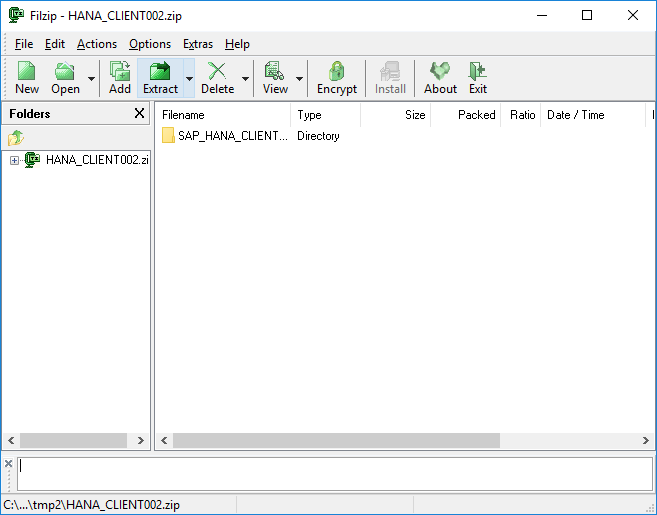 Filzip - HANA_CLIENT002.zip
File Edit Actions Options Extras Help
New Open Add Extract Delete View Encrypt Install About Exit
Folders X
Filename Type Size Packed Ratio Date / Time
SAP_HANA_CLIENT... Directory
HANA_CLIENT002.zi
C:\...\tmp2\HANA_CLIENT002.zip